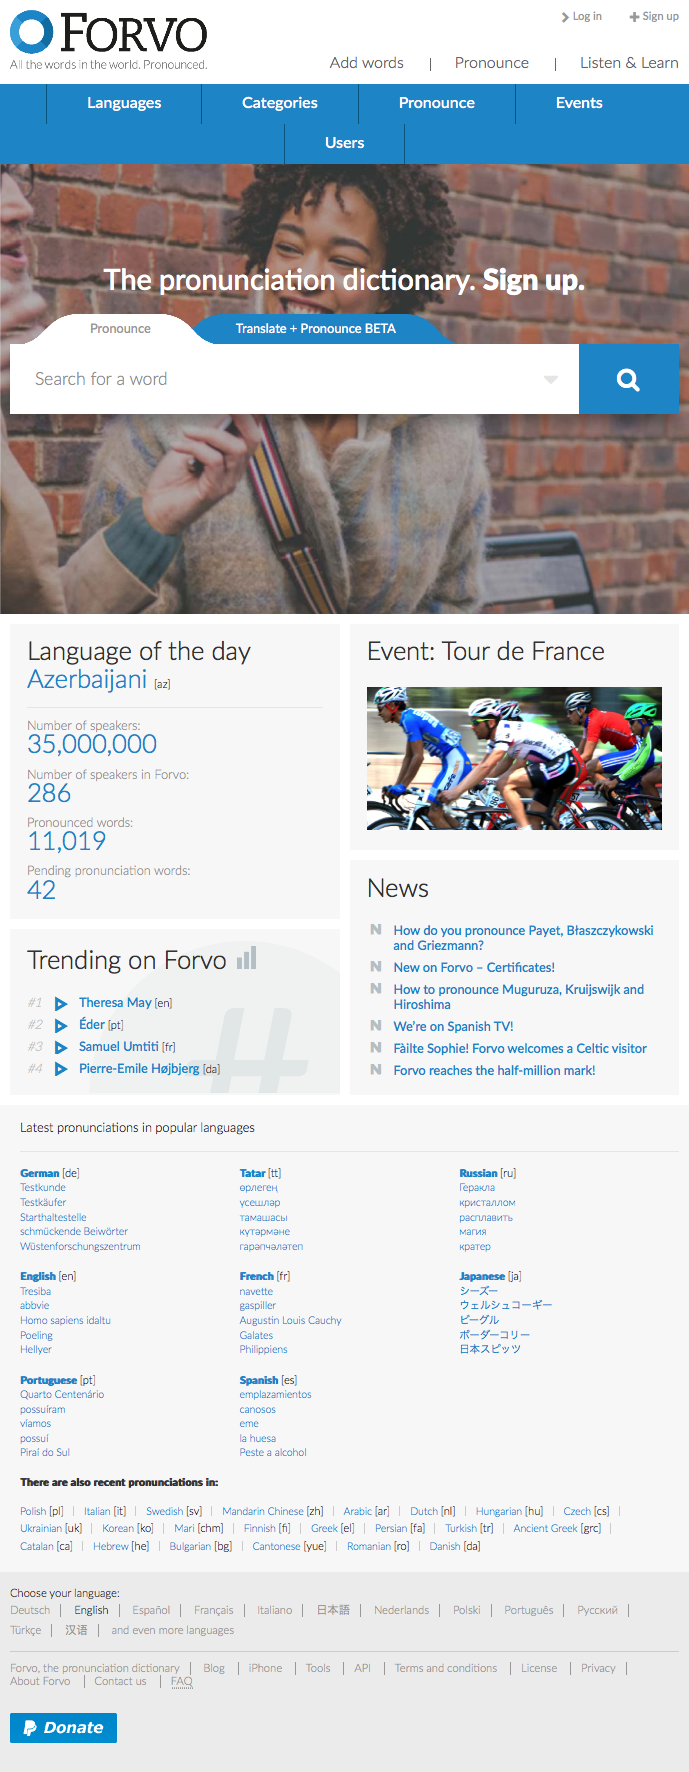 FORVO
All the words in the world. Pronounced.
Log in
Sign up
Add words | Pronounce | Listen & Learn
Languages
Categories
Pronounce
Events
Users
The pronunciation dictionary. Sign up.
Pronounce
Translate + Pronounce BETA
Search for a word
Language of the day
Azerbaijani [az]
Number of speakers:
35,000,000
Number of speakers in Forvo:
286
Pronounced words:
11,019
Pending pronunciation words:
42
Trending on Forvo
#
#1 Theresa May [en]
#2 Éder [pt]
#3 Samuel Umtiti [fr]
#4 Pierre-Emile Højbjerg [da]
Event: Tour de France
News
N How do you pronounce Payet, Błaszczykowski
and Griezmann?
N New on Forvo – Certificates!
N How to pronounce Muguruza, Kruijswijk and
Hiroshima
N We're on Spanish TV!
N Fàilte Sophie! Forvo welcomes a Celtic visitor
N Forvo reaches the half-million mark!
Latest pronunciations in popular languages
German [de]
Testkunde
Testkäufer
Starthaltestelle
schmückende Beiwörter
Wüstenforschungszentrum
Tatar [tt]
өрлегең
үсешләр
тамашасы
күтәрмәне
гарәпчәләтеп
Russian [ru]
Геракла
кристаллом
расплавить
магия
кратер
English [en]
Tresiba
abbvie
Homo sapiens idaltu
Poeling
Hellyer
French [fr]
navette
gaspiller
Augustin Louis Cauchy
Galates
Philippiens
Japanese [ja]
シーズー
ウェルシュコーギー
ビーグル
ボーダーコリー
日本スピッツ
Portuguese [pt]
Quarto Centenário
possuíram
víamos
possuí
Piraí do Sul
Spanish [es]
emplazamientos
canosos
eme
la huesa
Peste a alcohol
There are also recent pronunciations in:
Polish [pl] | Italian [it] | Swedish [sv] | Mandarin Chinese [zh] | Arabic [ar] | Dutch [nl] | Hungarian [hu] | Czech [cs] |
Ukrainian [uk] | Korean [ko] | Mari [chm] | Finnish [fi] | Greek [el] | Persian [fa] | Turkish [tr] | Ancient Greek [grc] |
Catalan [ca] | Hebrew [he] | Bulgarian [bg] | Cantonese [yue] | Romanian [ro] | Danish [da]
Choose your language:
Deutsch | English | Español | Français | Italiano | 日本語 | Nederlands | Polski | Português | Русский |
Türkçe | 汉语 | and even more languages
Forvo, the pronunciation dictionary | Blog | iPhone | Tools | API | Terms and conditions | License | Privacy |
About Forvo | Contact us | FAQ
Donate